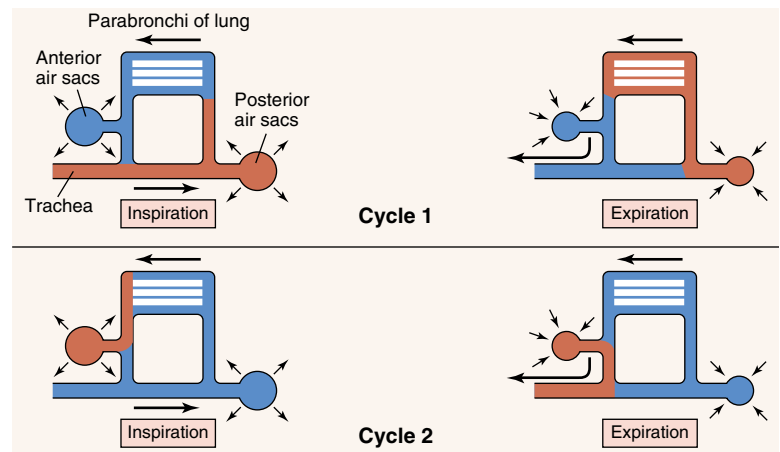 Parabronchi of lung
Anterior
air sacs
Posterior
air sacs
Trachea
Inspiration
Cycle 1
Expiration
Inspiration
Cycle 2
Expiration